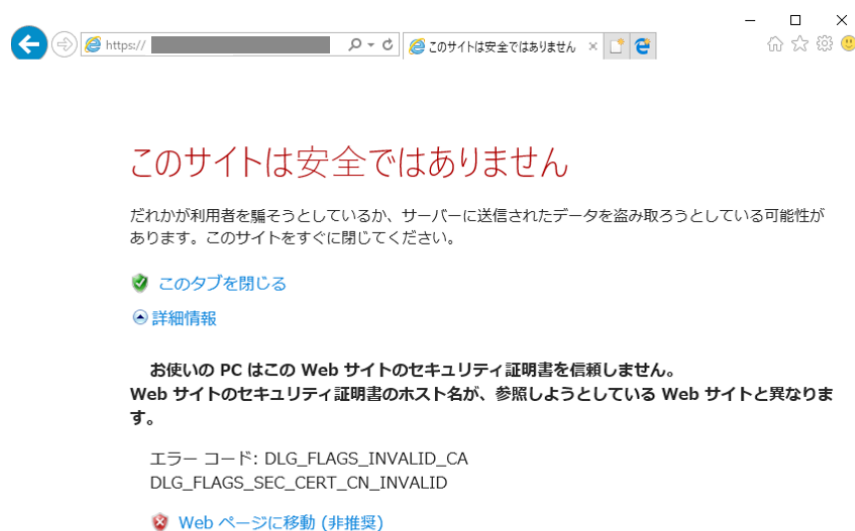 https://
このサイトは安全ではありません
このサイトは安全ではありません
だれかが利用者を騙そうとしているか、サーバーに送信されたデータを盗み取ろうとしている可能性が
あります。このサイトをすぐに閉じてください。
このタブを閉じる
詳細情報
お使いの PC はこの Web サイトのセキュリティ証明書を信頼しません。
Web サイトのセキュリティ証明書のホスト名が、参照しようとしている Web サイトと異なりま
す。
エラー コード: DLG_FLAGS_INVALID_CA
DLG_FLAGS_SEC_CERT_CN_INVALID
Web ページに移動 (非推奨)